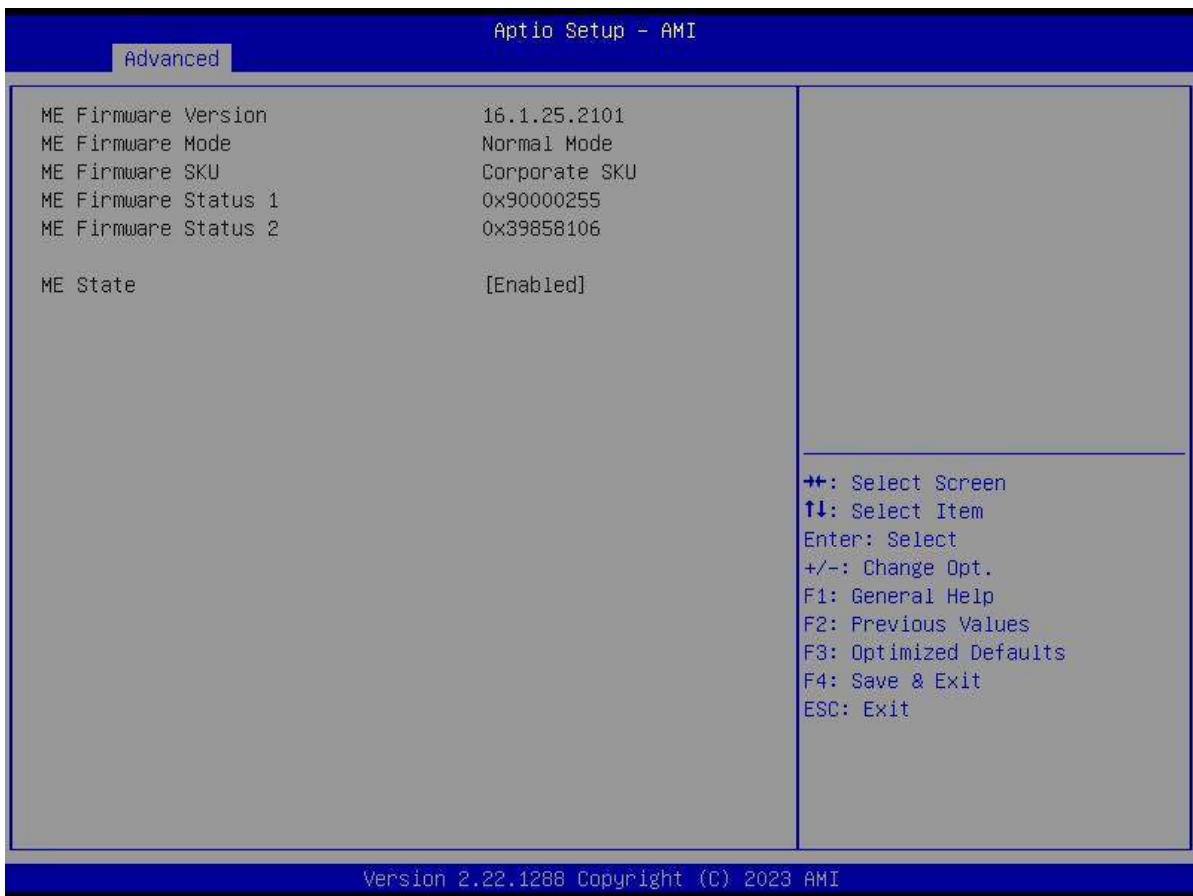 Aptio Setup - AMI
Advanced
ME Firmware Version 16.1.25.2101
ME Firmware Mode Normal Mode
ME Firmware SKU Corporate SKU
ME Firmware Status 1 0x90000255
ME Firmware Status 2 0x39858106
ME State [Enabled]
→←: Select Screen
↑↓: Select Item
Enter: Select
+/-: Change Opt.
F1: General Help
F2: Previous Values
F3: Optimized Defaults
F4: Save & Exit
ESC: Exit
Version 2.22.1288 Copyright (C) 2023 AMI